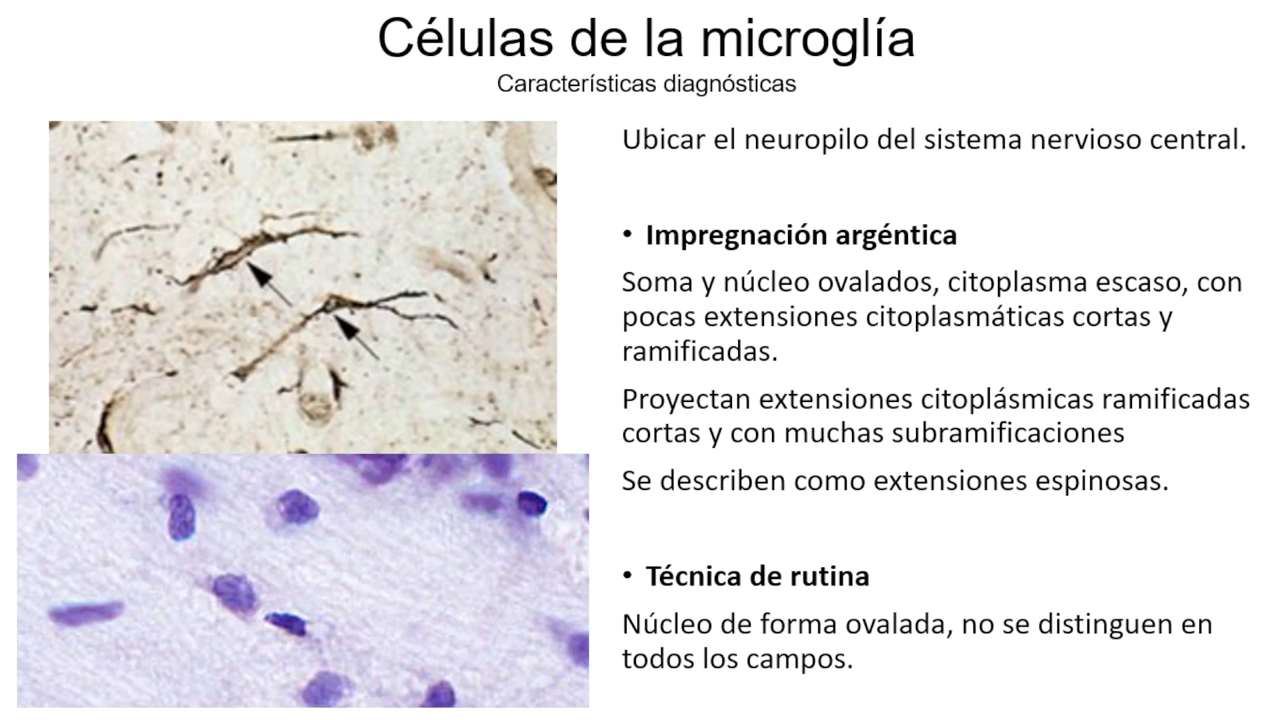 Células de la microglía
Características diagnósticas
Ubicar el neuropilo del sistema nervioso central.
• Impregnación argéntica
Soma y núcleo ovalados, citoplasma escaso, con
pocas extensiones citoplasmáticas cortas y
ramificadas.
Proyectan extensiones citoplásmicas ramificadas
cortas y con muchas subramificaciones
Se describen como extensiones espinosas.
• Técnica de rutina
Núcleo de forma ovalada, no se distinguen en
todos los campos.